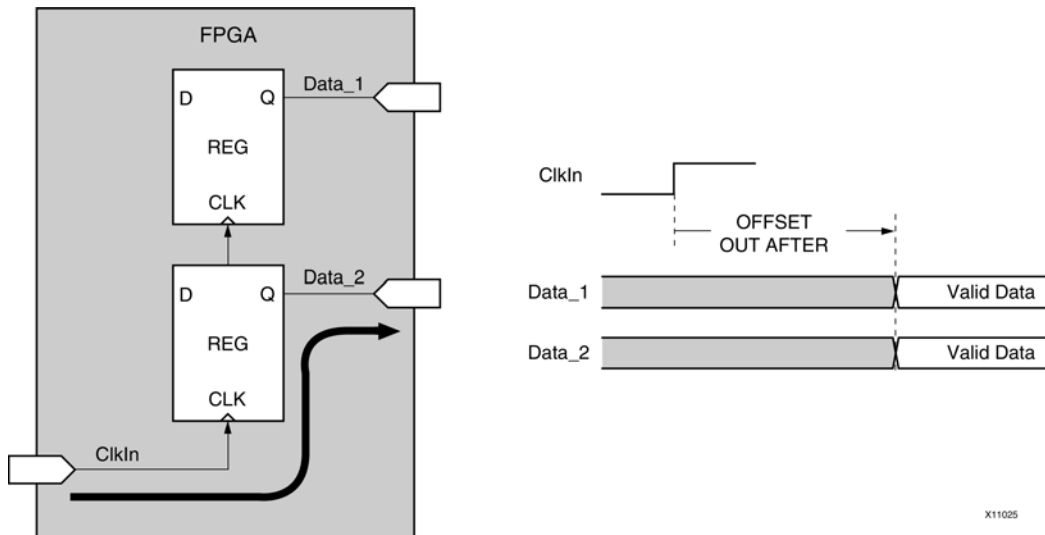 FPGA
Data_1
D Q
REG
CLK
Data_2
D Q
REG
CLK
ClkIn
ClkIn
OFFSET
OUT AFTER
Data_1 Valid Data
Data_2 Valid Data
X11025